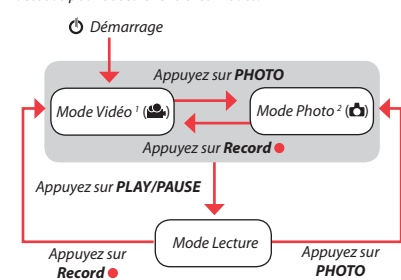 Démarrage
Appuyez sur PHOTO
Mode Vidéo ¹ ( )
Mode Photo ² ( )
Appuyez sur Record
Appuyez sur PLAY/PAUSE
Mode Lecture
Appuyez sur
Record
Appuyez sur
PHOTO